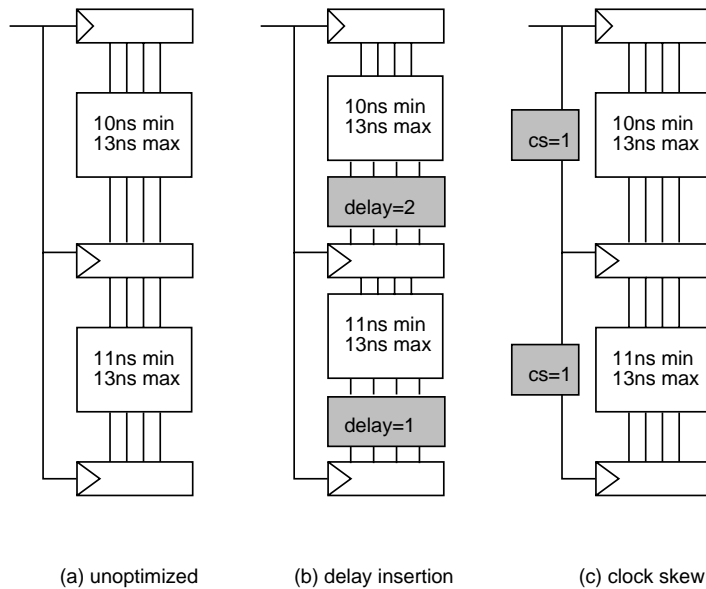 10ns min
13ns max
10ns min
13ns max
cs=1
10ns min
13ns max
delay=2
11ns min
13ns max
11ns min
13ns max
cs=1
11ns min
13ns max
delay=1
(a) unoptimized
(b) delay insertion
(c) clock skew